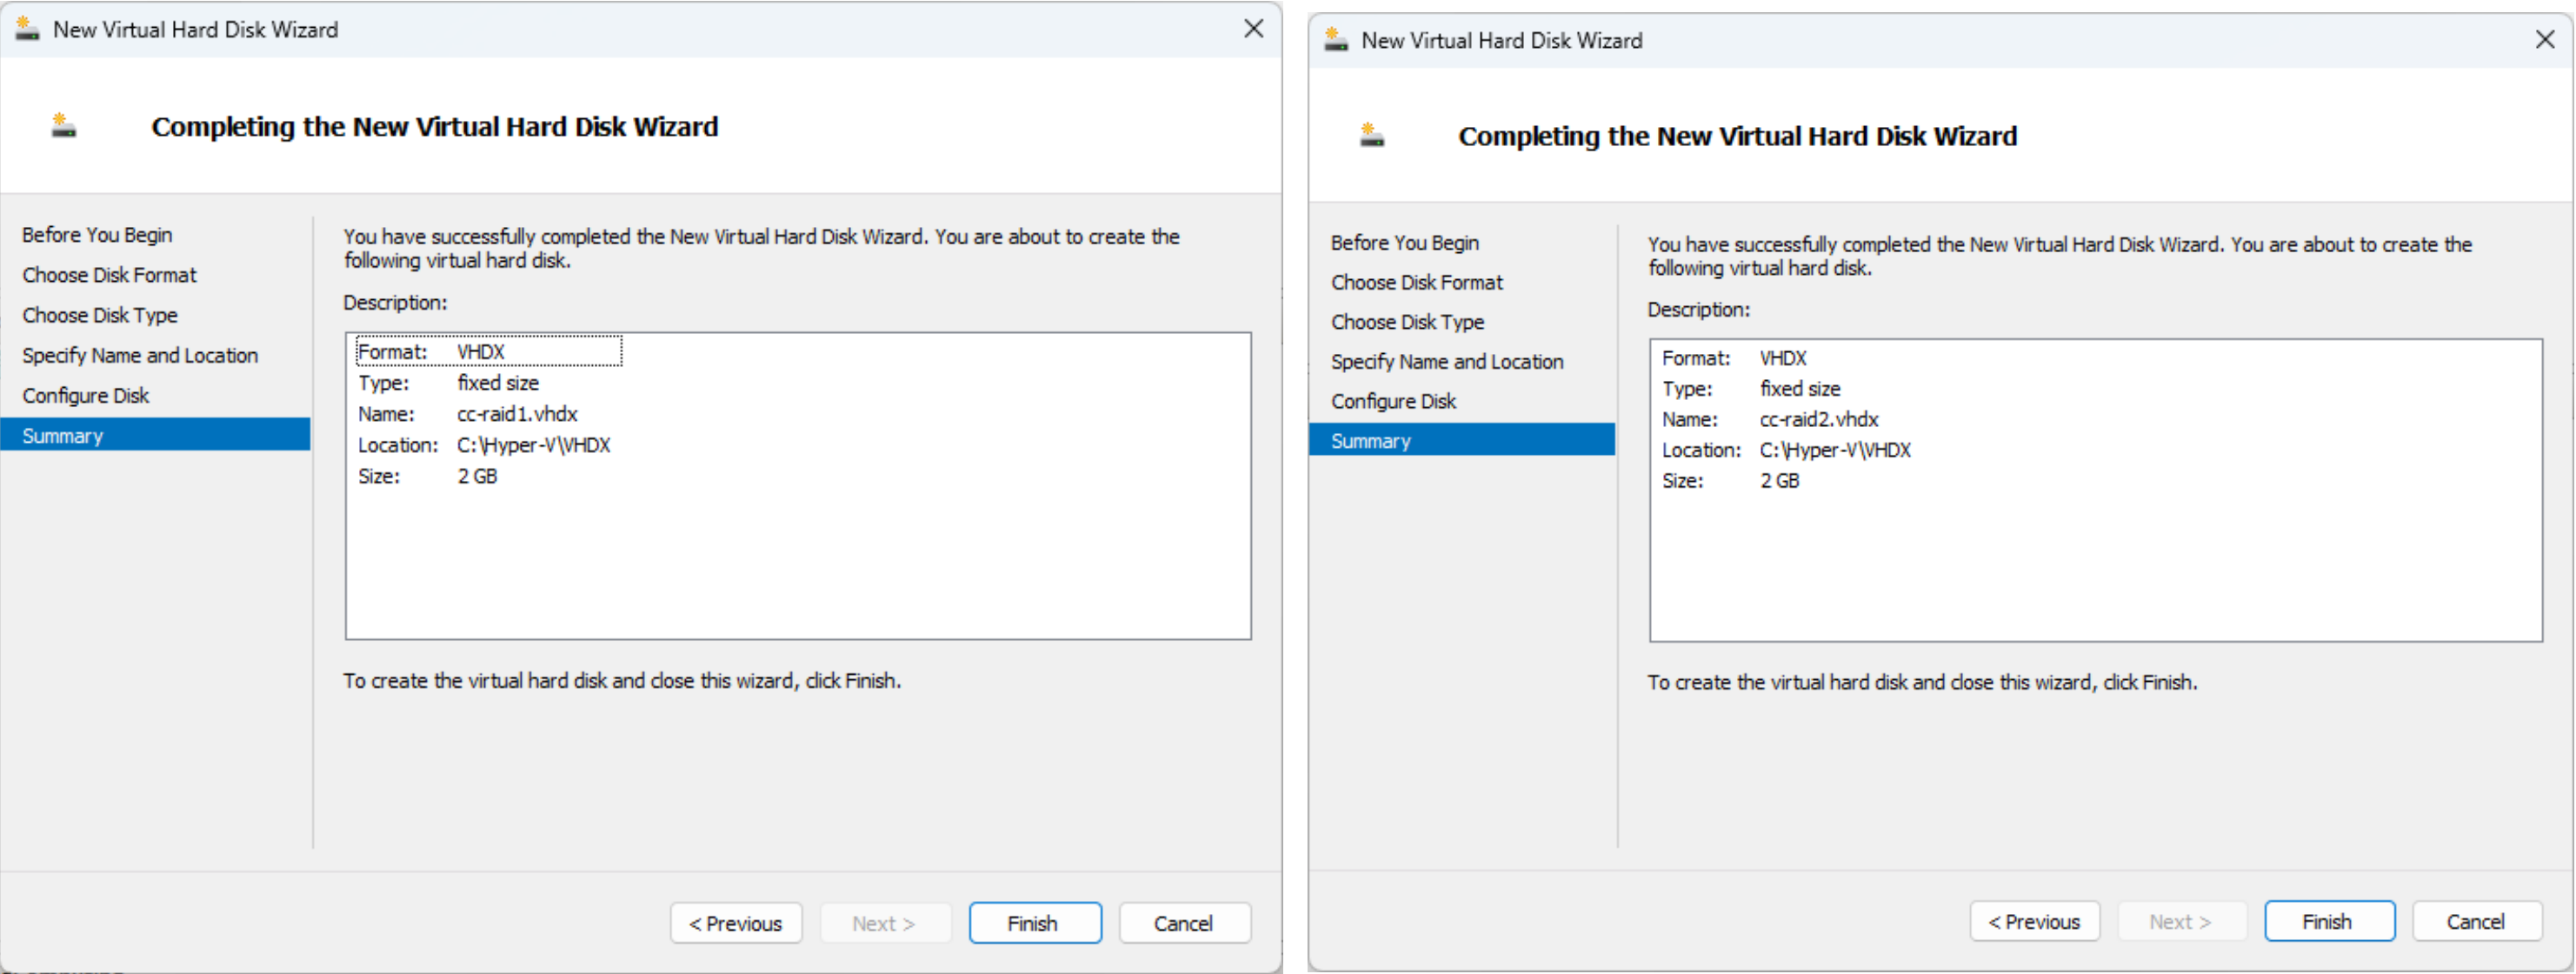 New Virtual Hard Disk Wizard
Completing the New Virtual Hard Disk Wizard
Before You Begin
Choose Disk Format
Choose Disk Type
Specify Name and Location
Configure Disk
Summary
You have successfully completed the New Virtual Hard Disk Wizard. You are about to create the
following virtual hard disk.
Description:
Format: VHDX
Type: fixed size
Name: cc-raid1.vhdx
Location: C:\Hyper-V\VHDX
Size: 2 GB
To create the virtual hard disk and close this wizard, click Finish.
< Previous Next > Finish Cancel
New Virtual Hard Disk Wizard
Completing the New Virtual Hard Disk Wizard
Before You Begin
Choose Disk Format
Choose Disk Type
Specify Name and Location
Configure Disk
Summary
You have successfully completed the New Virtual Hard Disk Wizard. You are about to create the
following virtual hard disk.
Description:
Format: VHDX
Type: fixed size
Name: cc-raid2.vhdx
Location: C:\Hyper-V\VHDX
Size: 2 GB
To create the virtual hard disk and close this wizard, click Finish.
< Previous Next > Finish Cancel